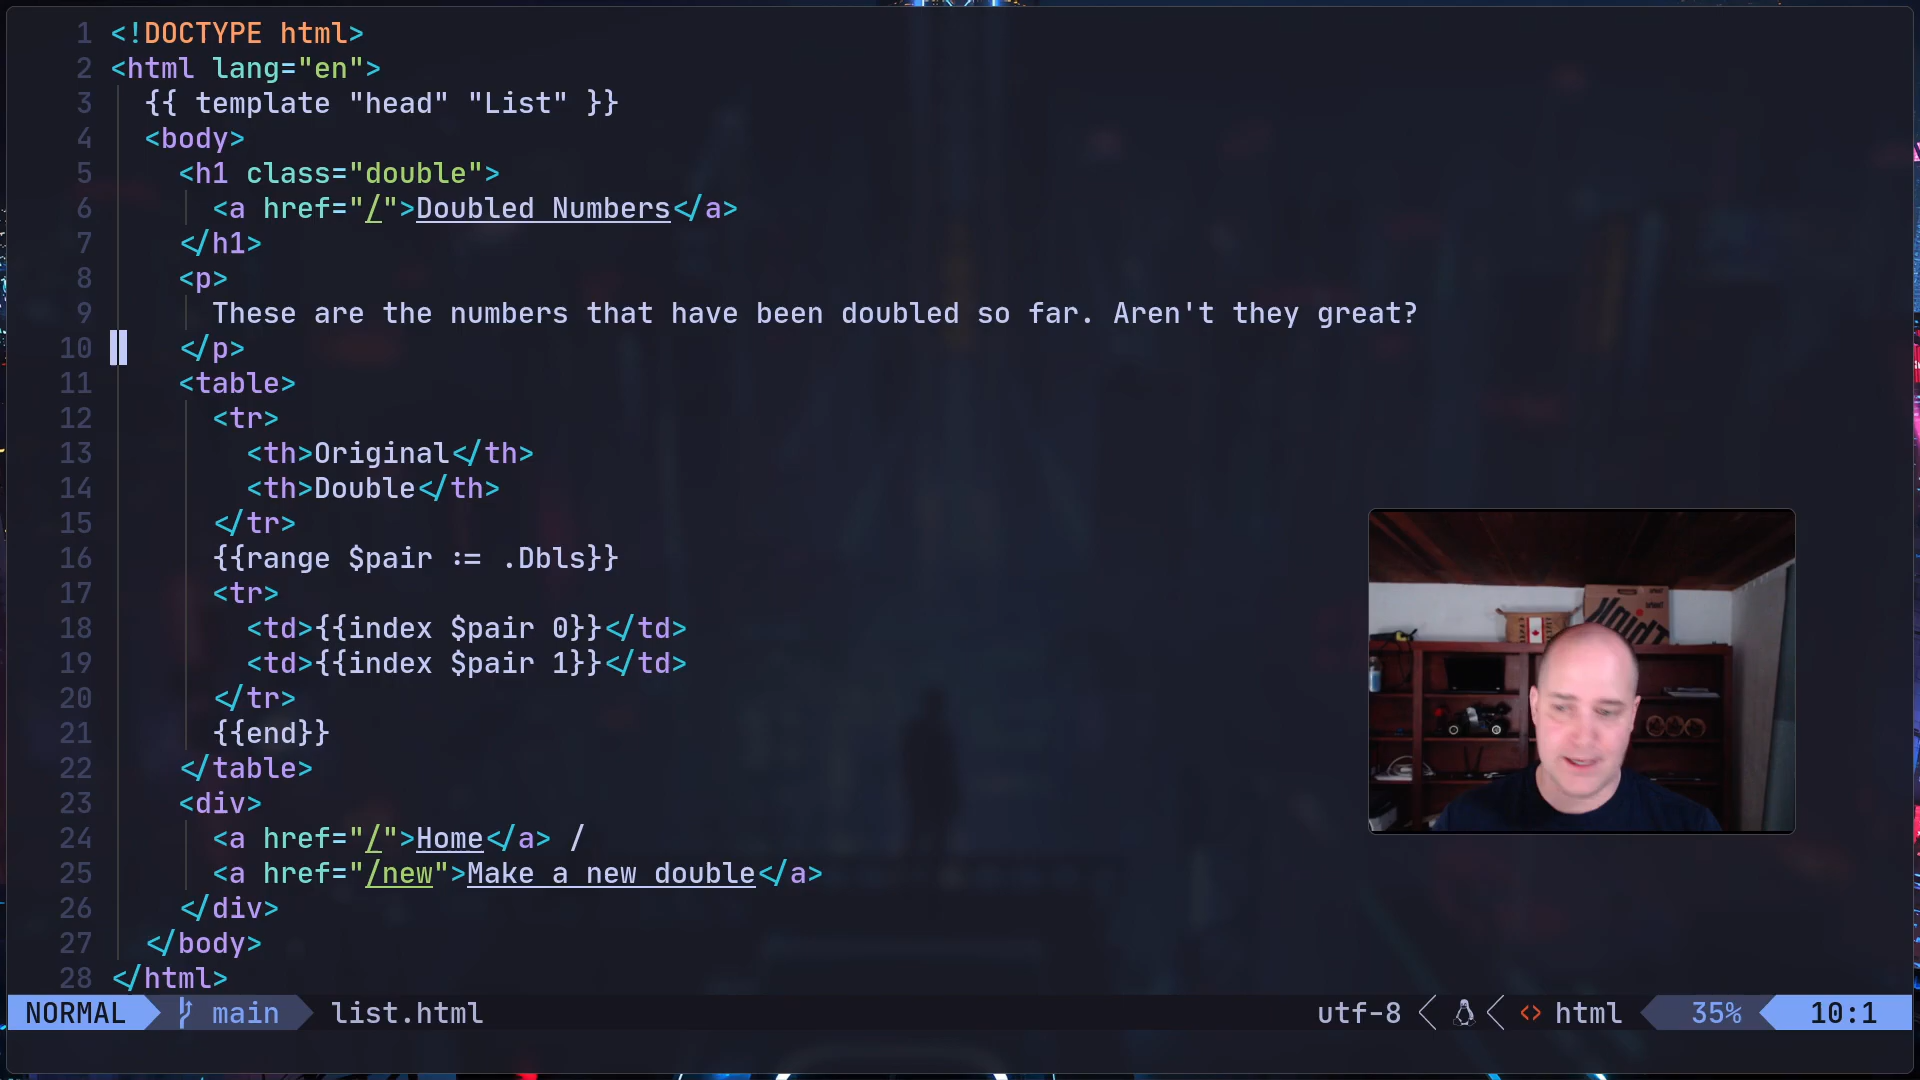 1 <!DOCTYPE html>
2 <html lang="en">
3 {{ template "head" "List" }}
4 <body>
5 <h1 class="double">
6 <a href="/">Doubled Numbers</a>
7 </h1>
8 <p>
9 These are the numbers that have been doubled so far. Aren't they great?
10 </p>
11 <table>
12 <tr>
13 <th>Original</th>
14 <th>Double</th>
15 </tr>
16 {{range $pair := .Dbls}}
17 <tr>
18 <td>{{index $pair 0}}</td>
19 <td>{{index $pair 1}}</td>
20 </tr>
21 {{end}}
22 </table>
23 <div>
24 <a href="/">Home</a> /
25 <a href="/new">Make a new double</a>
26 </div>
27 </body>
28 </html>
NORMAL main list.html utf-8 html 35% 10:1